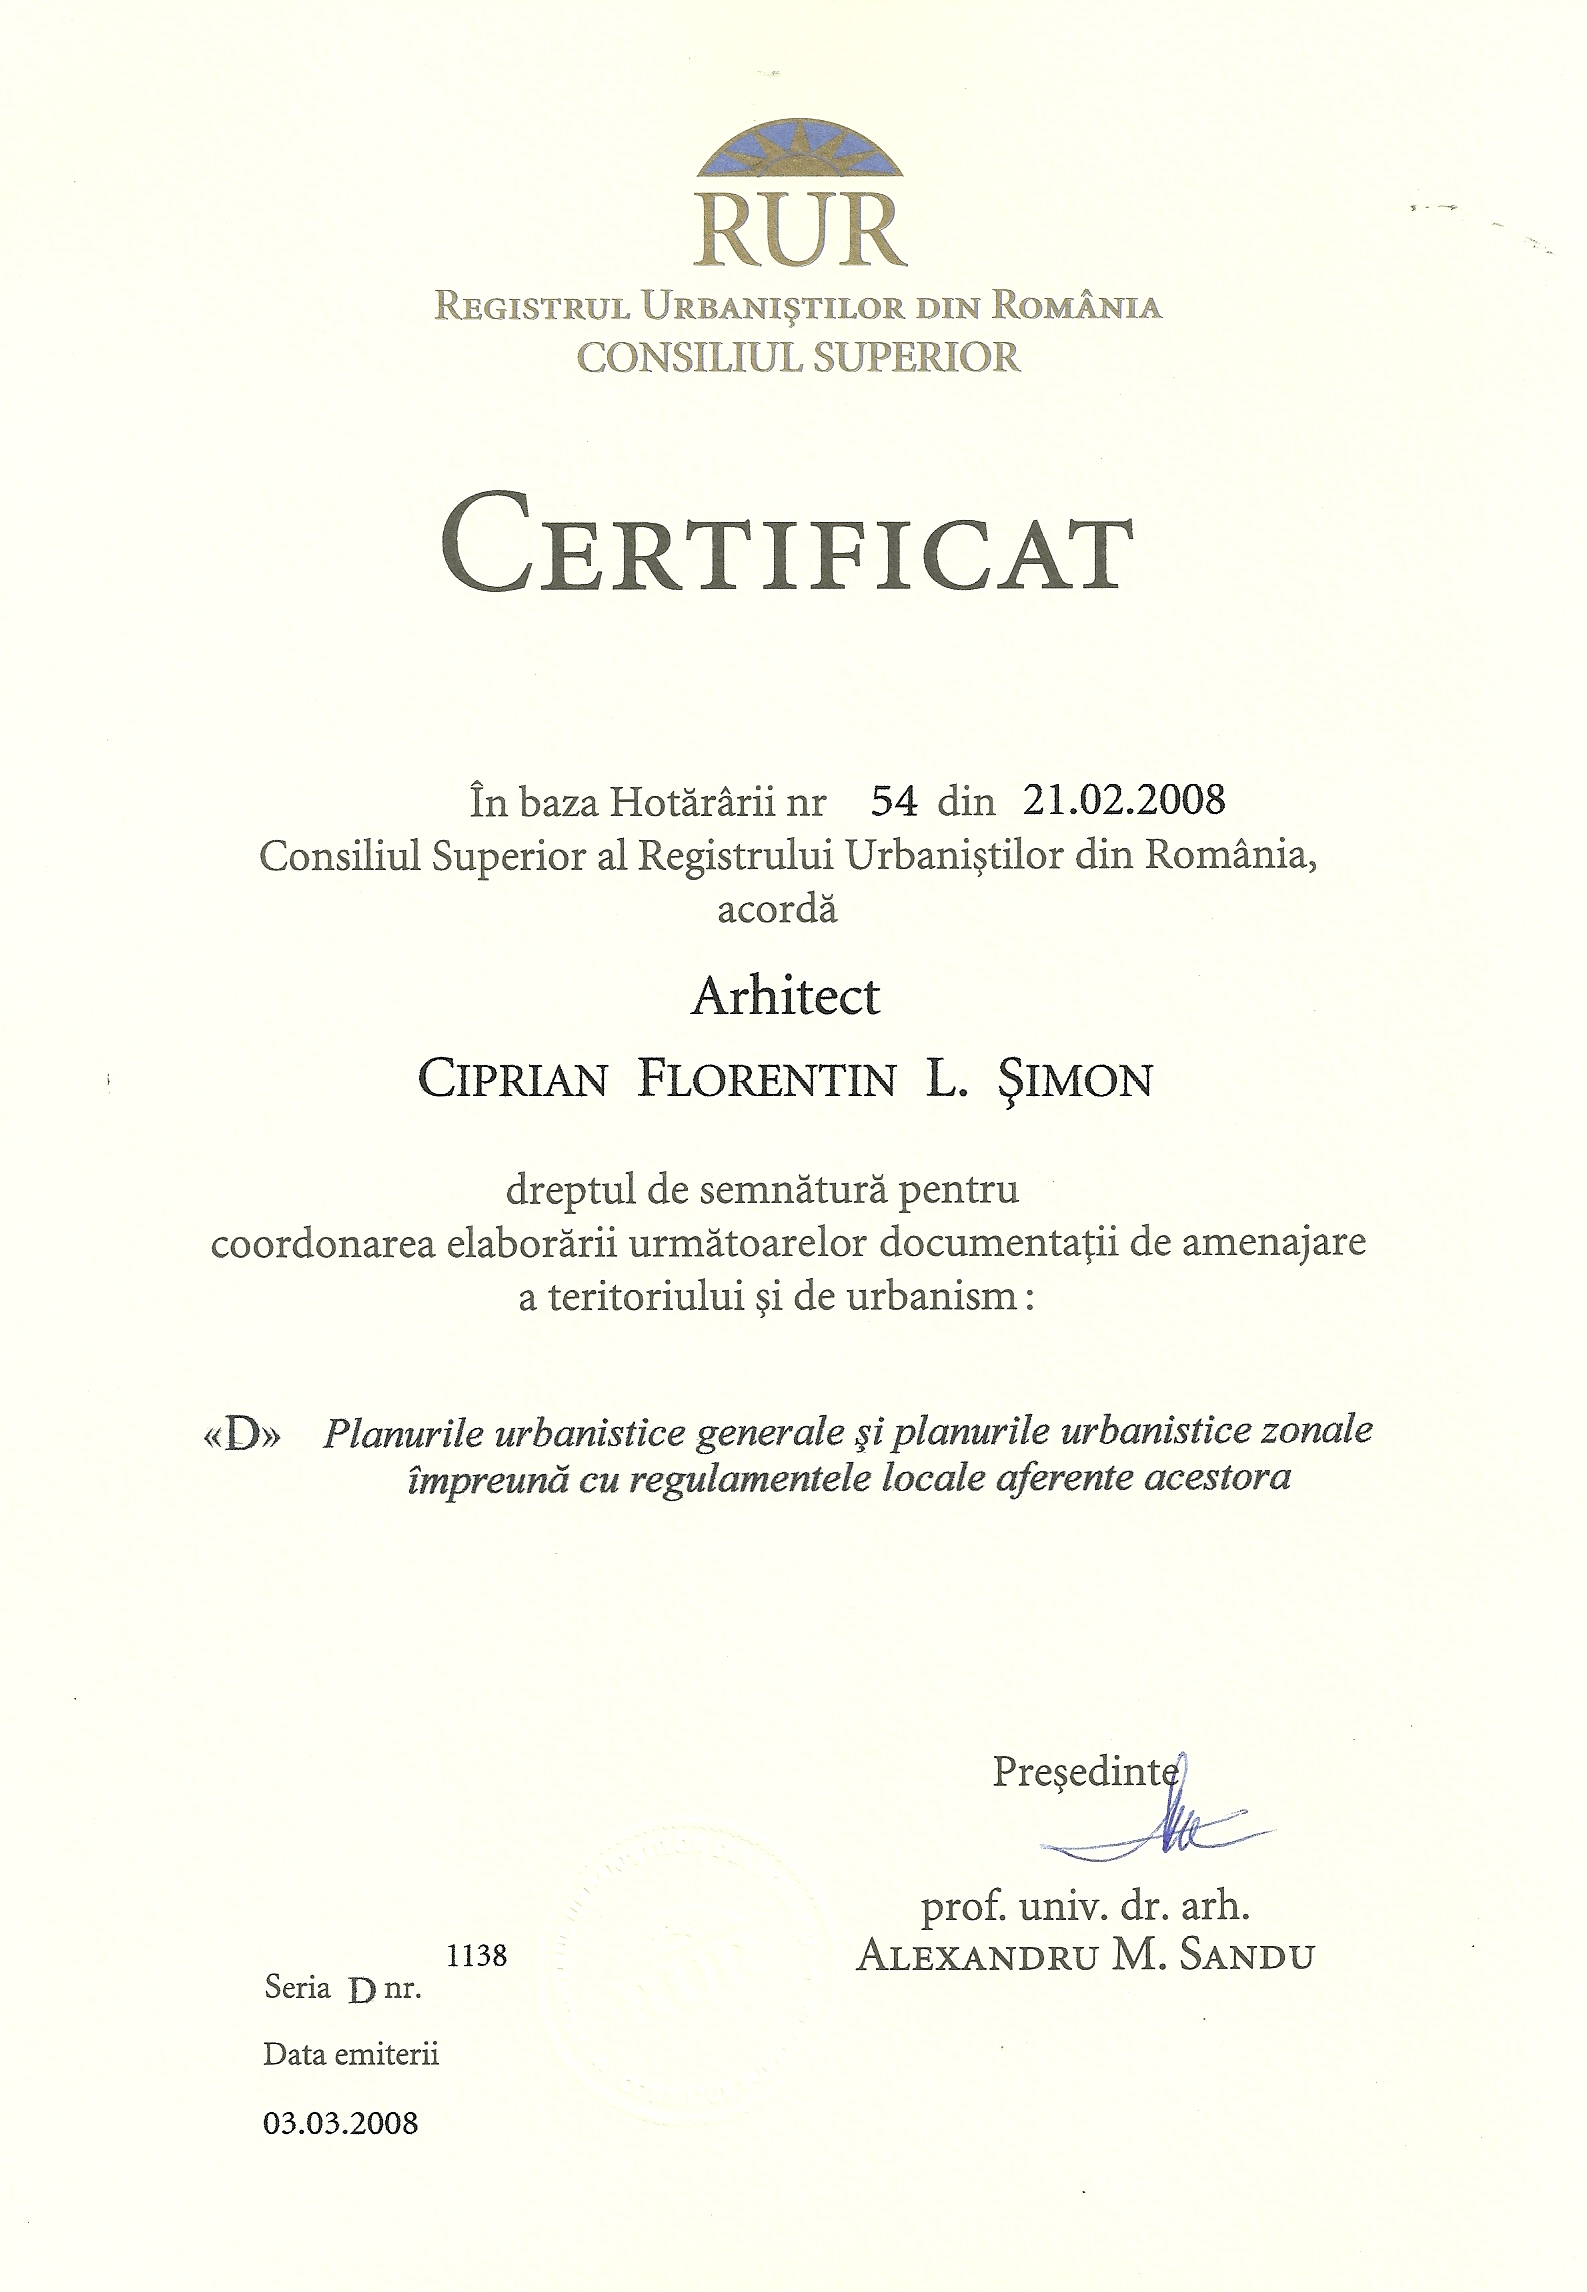 RUR
REGISTRUL URBANIŞTILOR DIN ROMÂNIA
CONSILIUL SUPERIOR
CERTIFICAT
În baza Hotărârii nr 54 din 21.02.2008
Consiliul Superior al Registrului Urbaniştilor din România,
acordă
Arhitect
CIPRIAN FLORENTIN L. ŞIMON
dreptul de semnătură pentru
coordonarea elaborării următoarelor documentaţii de amenajare
a teritoriului şi de urbanism :
«D» Planurile urbanistice generale şi planurile urbanistice zonale
împreună cu regulamentele locale aferente acestora
Preşedinte
prof. univ. dr. arh.
ALEXANDRU M. SANDU
1138
Seria D nr.
Data emiterii
03.03.2008